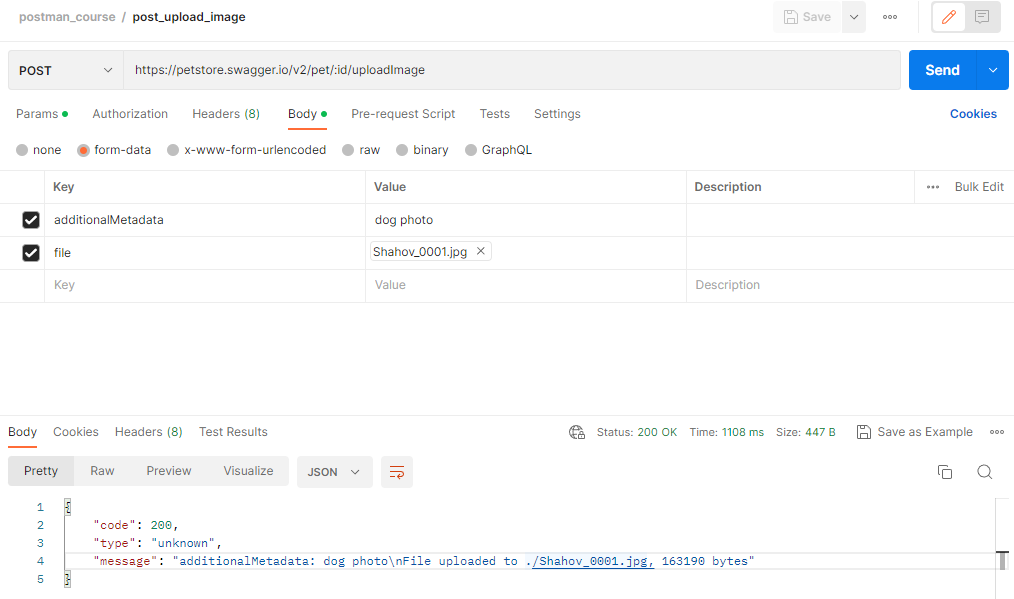 postman_course / post_upload_image
Save
POST https://petstore.swagger.io/v2/pet/:id/uploadImage Send
Params Authorization Headers (8) Body Pre-request Script Tests Settings Cookies
none form-data x-www-form-urlencoded raw binary GraphQL
Key Value Description Bulk Edit
additionalMetadata dog photo
file Shahov_0001.jpg
Key Value Description
Body Cookies Headers (8) Test Results Status: 200 OK Time: 1108 ms Size: 447 B Save as Example
Pretty Raw Preview Visualize JSON
1 {
2 "code": 200,
3 "type": "unknown",
4 "message": "additionalMetadata: dog photo\nFile uploaded to ./Shahov_0001.jpg, 163190 bytes"
5 }